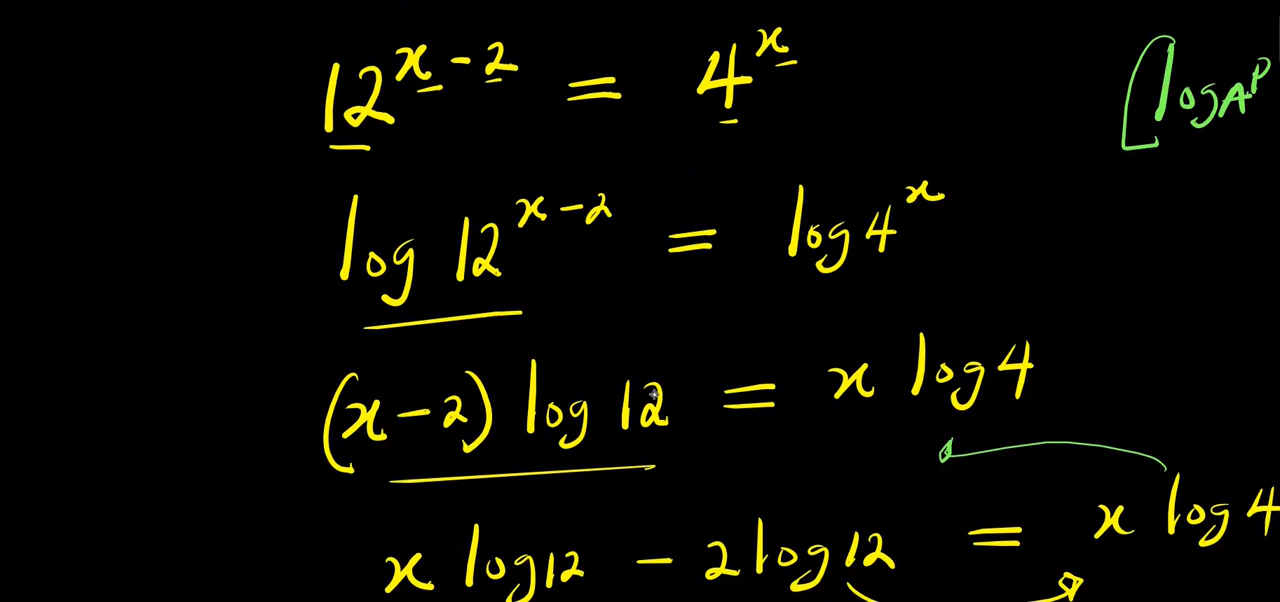 12^{x-2} = 4^{x}
log A^{P}
log 12^{x-2} = log 4^{x}
(x-2) log 12 = x log 4
x log 12 - 2 log 12 = x log 4